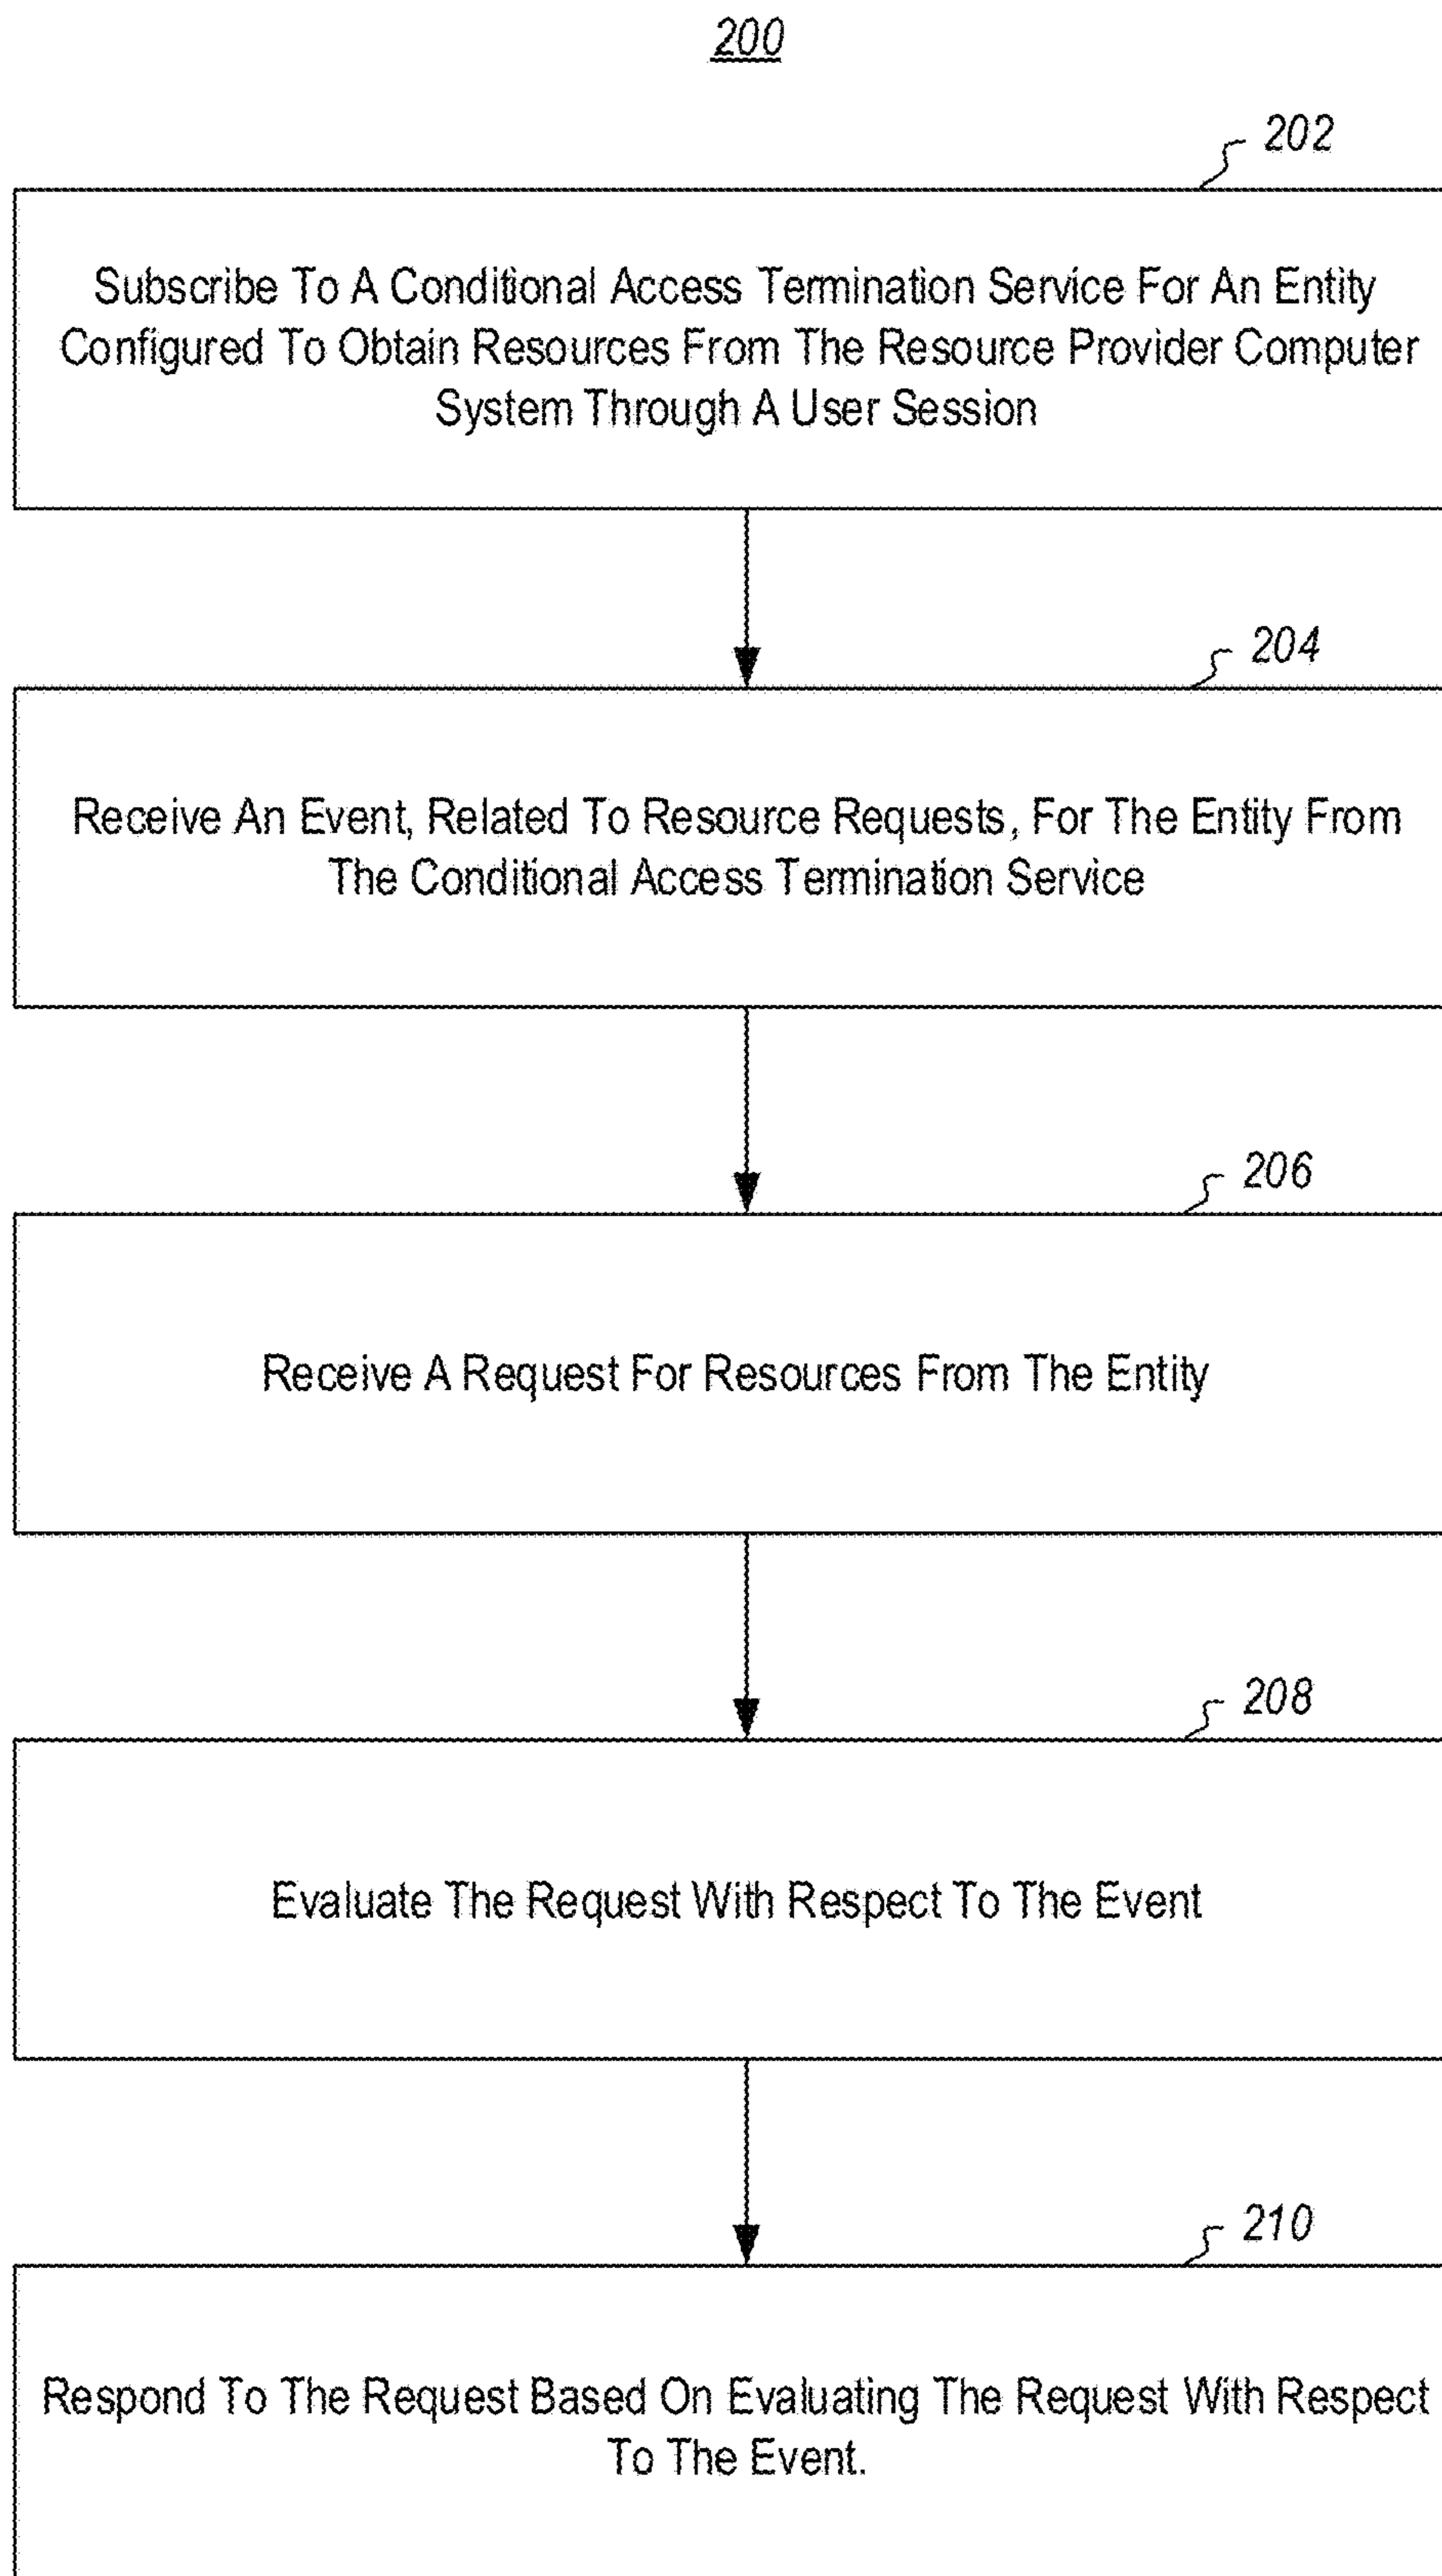 200
202
Subscribe To A Conditional Access Termination Service For An Entity
Configured To Obtain Resources From The Resource Provider Computer
System Through A User Session
204
Receive An Event, Related To Resource Requests, For The Entity From
The Conditional Access Termination Service
206
Receive A Request For Resources From The Entity
208
Evaluate The Request With Respect To The Event
210
Respond To The Request Based On Evaluating The Request With Respect
To The Event.